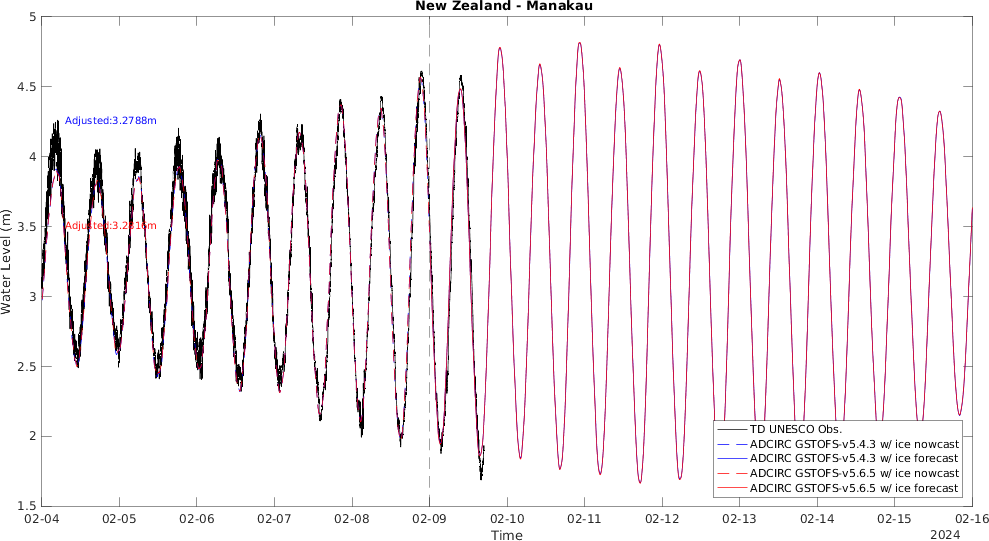 New Zealand - Manakau
Water Level (m)
5
4.5
4
3.5
3
2.5
2
1.5
Adjusted:3.2788m
TD UNESCO Obs.
ADCIRC GSTOFS-v5.4.3 w/ ice nowcast
ADCIRC GSTOFS-v5.4.3 w/ ice forecast
ADCIRC GSTOFS-v5.6.5 w/ ice nowcast
ADCIRC GSTOFS-v5.6.5 w/ ice forecast
02-04 02-05 02-06 02-07 02-08 02-09 02-10 02-11 02-12 02-13 02-14 02-15 02-16
Time
2024